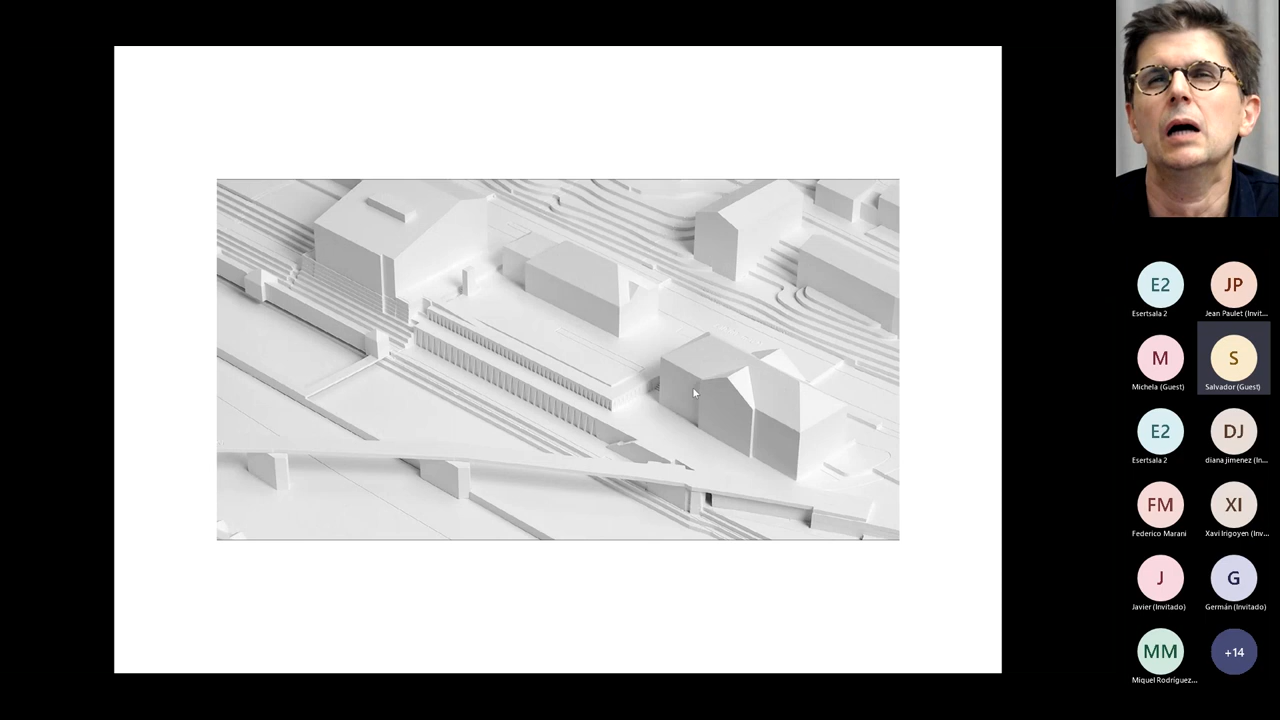 E2
JP
Esertsala 2
Jean Paulet (Invit...
M
S
Michela (Guest)
Salvador (Guest)
E2
DJ
Esertsala 2
diana jimenez (In...
FM
XI
Federico Marani
Xavi Irigoyen (Inv...
J
G
Javier (Invitado)
Germán (Invitado)
MM
+14
Miquel Rodríguez...